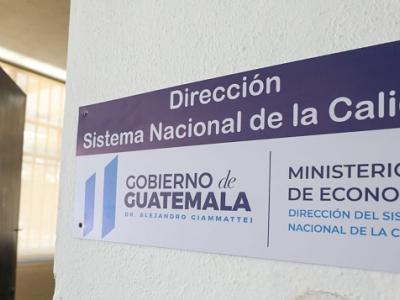 Dirección
Sistema Nacional de la Cali
GOBIERNO de
GUATEMALA
DR. ALEJANDRO GIAMMATTEI
MINISTERIO
DE ECONO
DIRECCIÓN DEL SIS
NACIONAL DE LA C